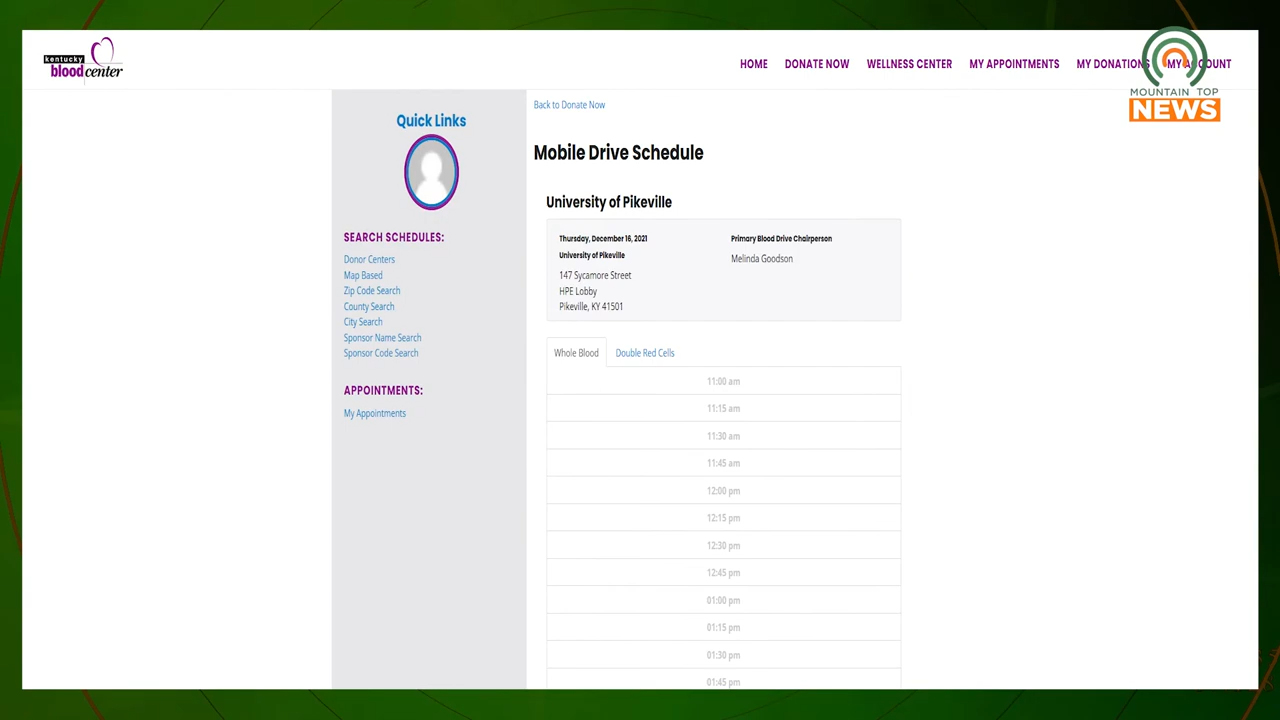 kentucky
bloodcenter
HOME DONATE NOW WELLNESS CENTER MY APPOINTMENTS MY DONATIONS MY ACCOUNT
MOUNTAIN TOP
NEWS
Quick Links
SEARCH SCHEDULES:
Donor Centers
Map Based
Zip Code Search
County Search
City Search
Sponsor Name Search
Sponsor Code Search
APPOINTMENTS:
My Appointments
Back to Donate Now
Mobile Drive Schedule
University of Pikeville
Thursday, December 16, 2021
University of Pikeville
147 Sycamore Street
HPE Lobby
Pikeville, KY 41501
Primary Blood Drive Chairperson
Melinda Goodson
Whole Blood Double Red Cells
11:00 am
11:15 am
11:30 am
11:45 am
12:00 pm
12:15 pm
12:30 pm
12:45 pm
01:00 pm
01:15 pm
01:30 pm
01:45 pm